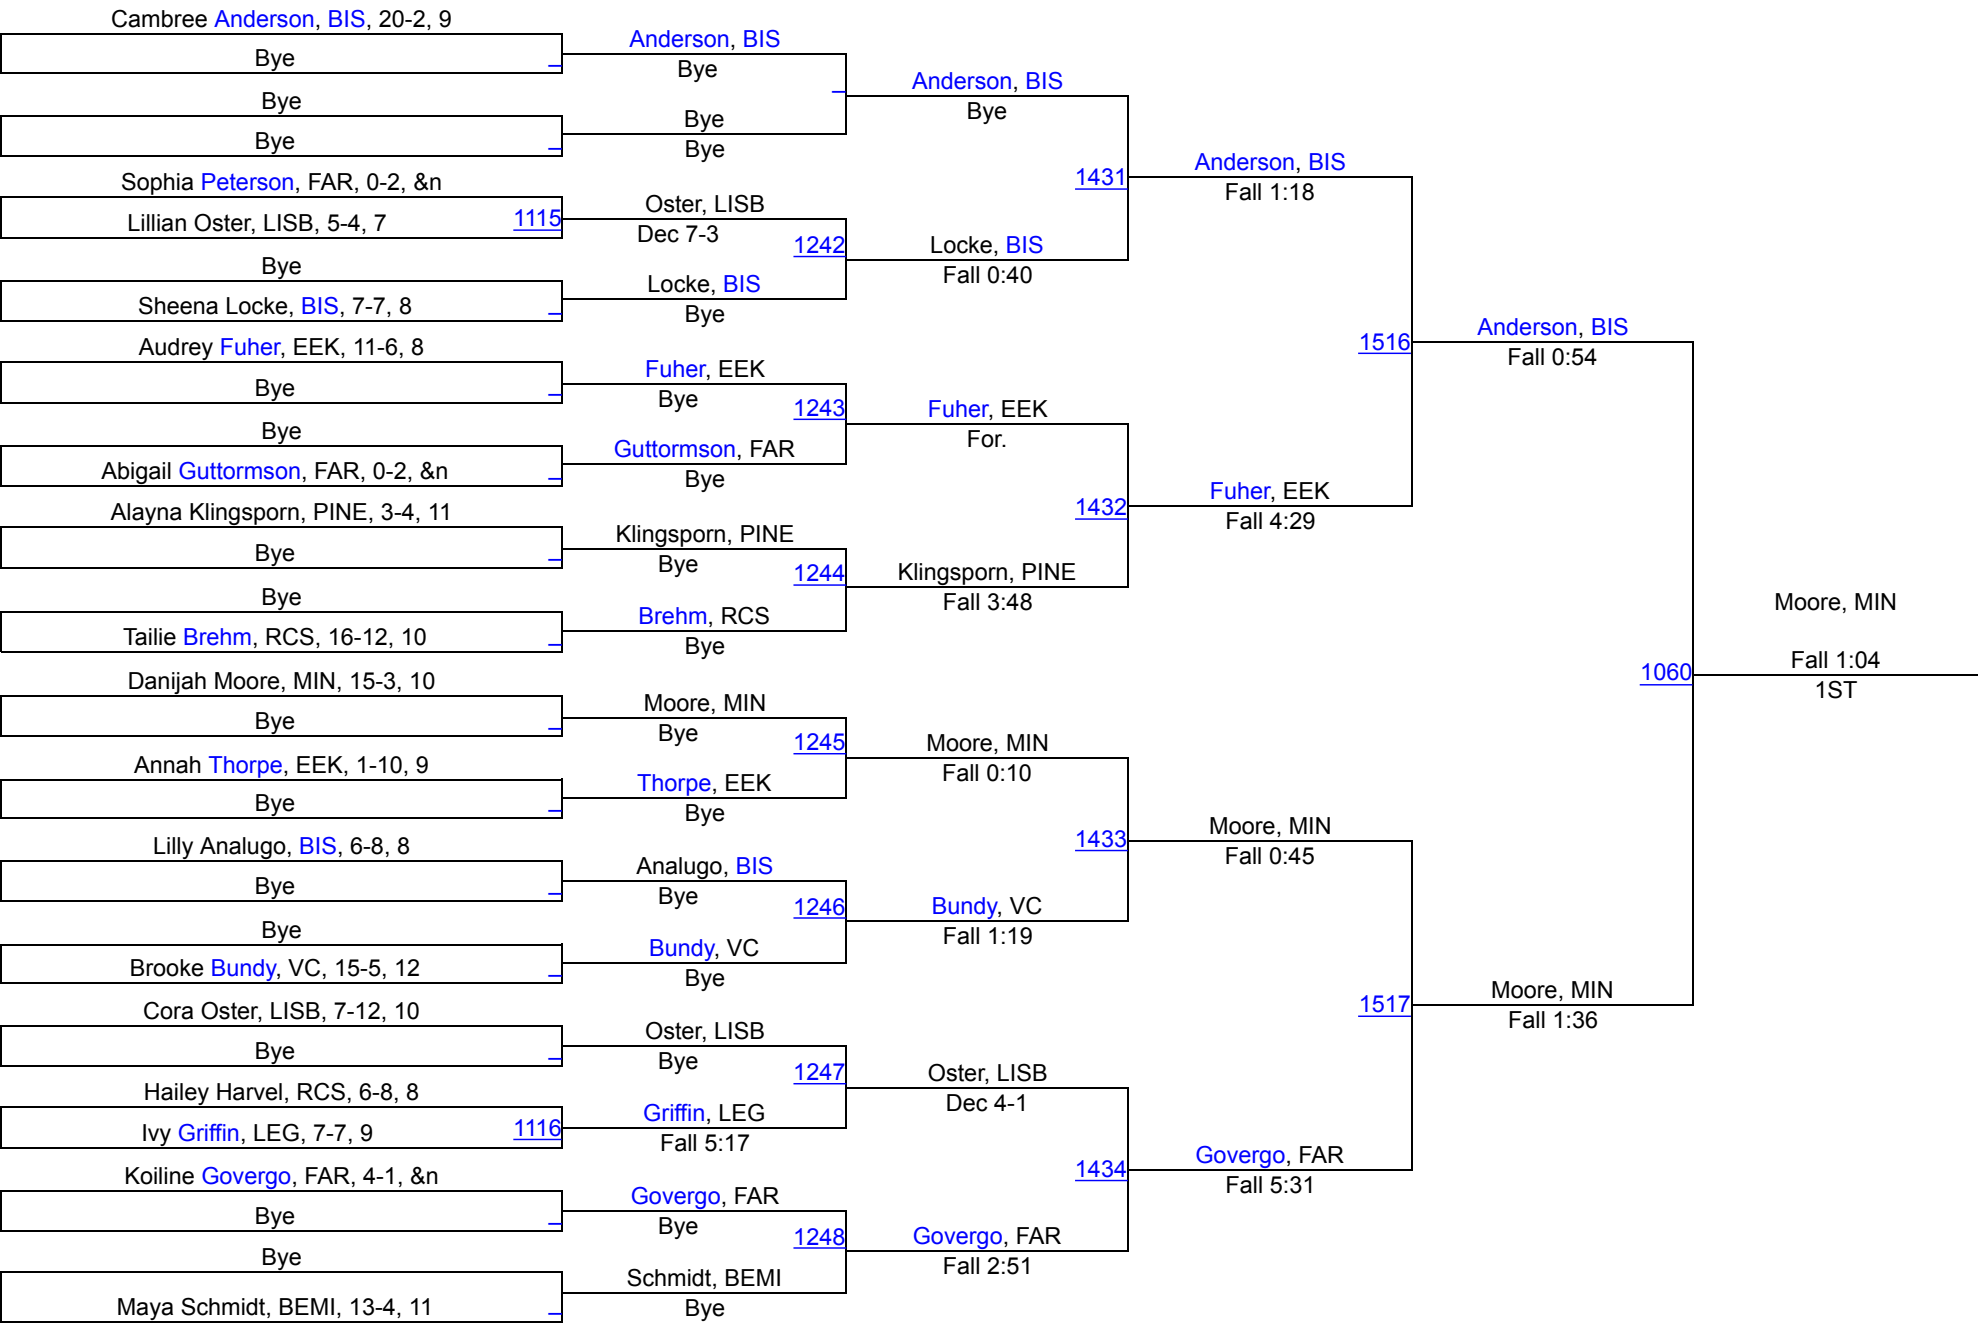 Cambree Anderson, BIS, 20-2, 9
Bye
Bye
Bye
Sophia Peterson, FAR, 0-2, &n
Lillian Oster, LISB, 5-4, 7
1115
Bye
Sheena Locke, BIS, 7-7, 8
Audrey Fuher, EEK, 11-6, 8
Bye
Bye
Abigail Guttormson, FAR, 0-2, &n
Alayna Klingsporn, PINE, 3-4, 11
Bye
Bye
Tailie Brehm, RCS, 16-12, 10
Danijah Moore, MIN, 15-3, 10
Bye
Annah Thorpe, EEK, 1-10, 9
Bye
Lilly Analugo, BIS, 6-8, 8
Bye
Bye
Brooke Bundy, VC, 15-5, 12
Cora Oster, LISB, 7-12, 10
Bye
Hailey Harvel, RCS, 6-8, 8
Ivy Griffin, LEG, 7-7, 9
1116
Koiline Govergo, FAR, 4-1, &n
Bye
Bye
Maya Schmidt, BEMI, 13-4, 11
Anderson, BIS
Bye
Bye
Bye
Oster, LISB
Dec 7-3
1242
Locke, BIS
Bye
Fuher, EEK
Bye
1243
Guttormson, FAR
Bye
Klingsporn, PINE
Bye
1244
Brehm, RCS
Bye
Moore, MIN
Bye
1245
Thorpe, EEK
Bye
Analugo, BIS
Bye
1246
Bundy, VC
Bye
Oster, LISB
Bye
1247
Griffin, LEG
Fall 5:17
Govergo, FAR
Bye
1248
Schmidt, BEMI
Bye
Anderson, BIS
Bye
1431
Locke, BIS
Fall 0:40
Fuher, EEK
For.
1432
Klingsporn, PINE
Fall 3:48
Moore, MIN
Fall 0:10
1433
Bundy, VC
Fall 1:19
Oster, LISB
Dec 4-1
1434
Govergo, FAR
Fall 2:51
Anderson, BIS
Fall 1:18
1516
Fuher, EEK
Fall 4:29
Moore, MIN
Fall 0:45
1517
Govergo, FAR
Fall 5:31
Anderson, BIS
Fall 0:54
1060
Moore, MIN
Fall 1:36
Moore, MIN
Fall 1:04
1ST